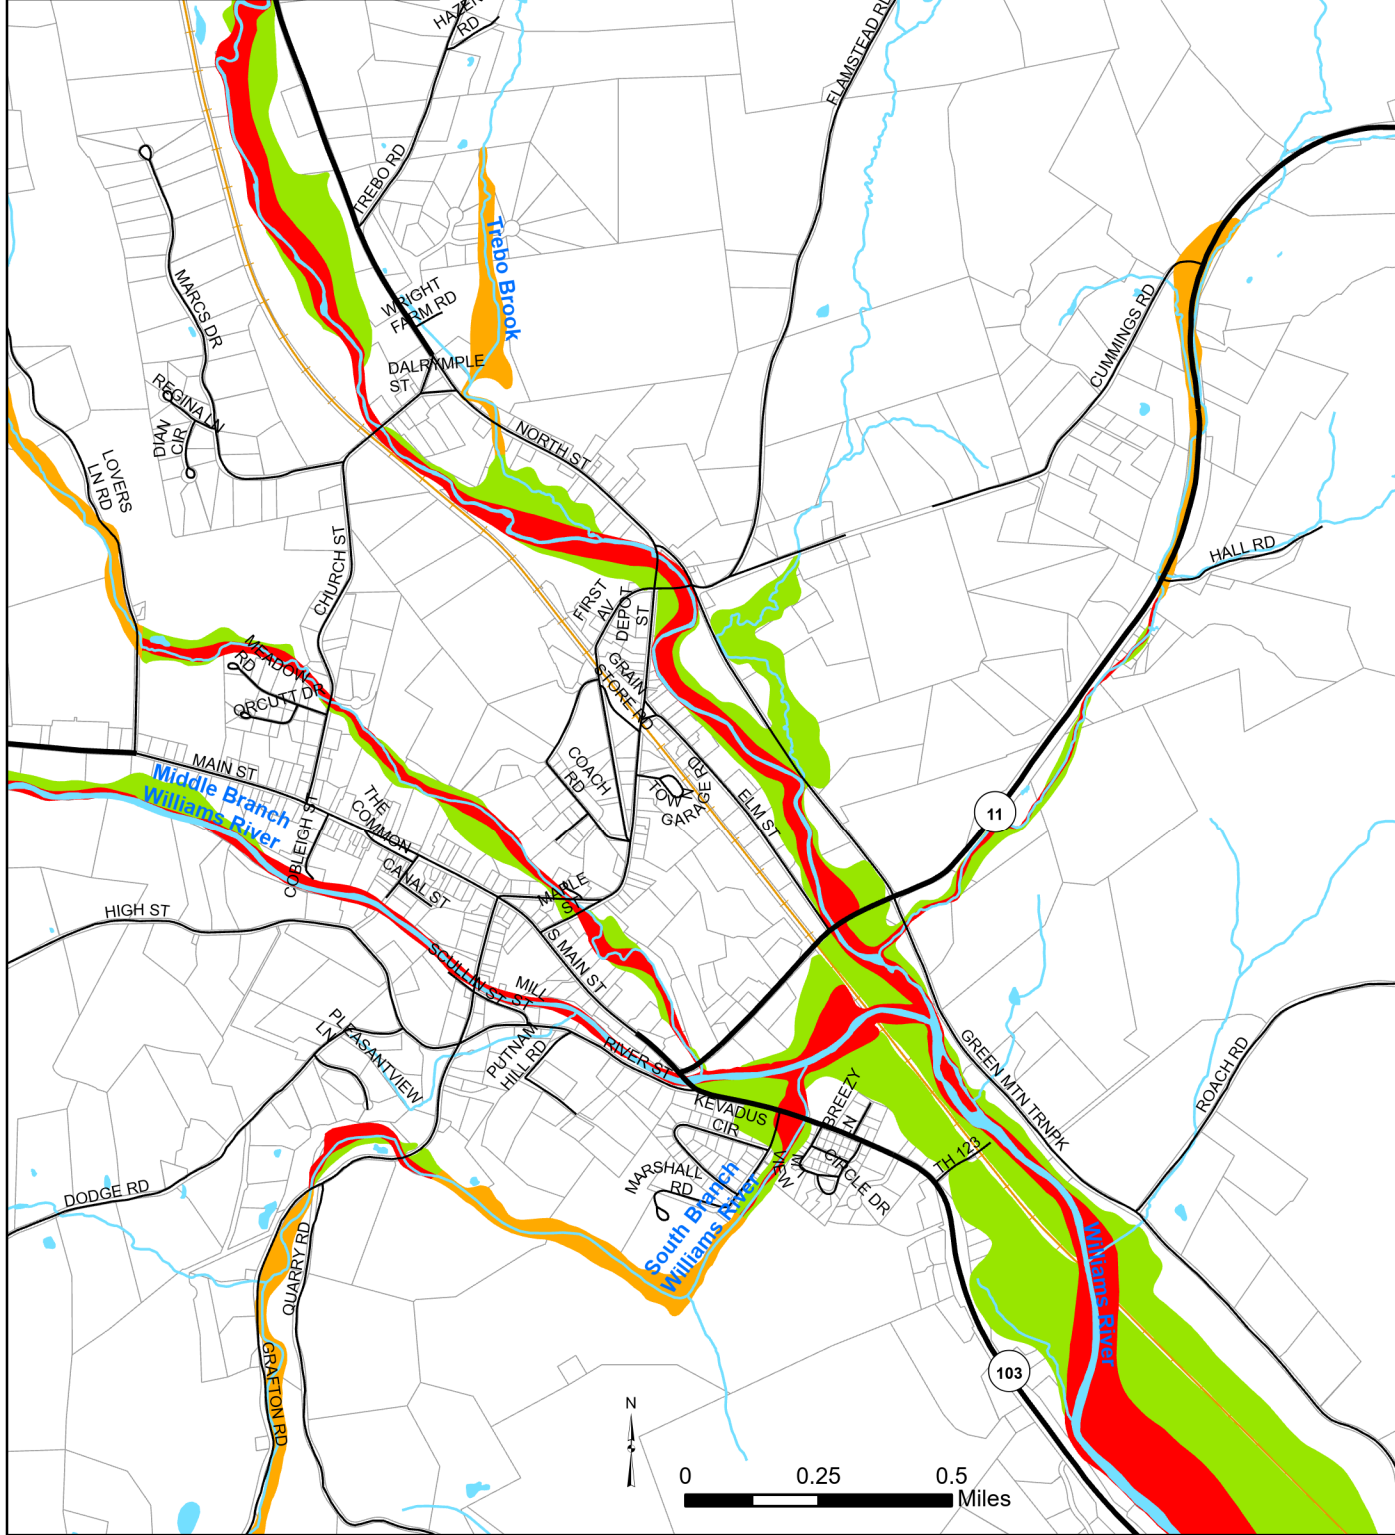 HAZEN
RD
FLAMSTEAD RD
TREBO RD
Trebo Brook
MARCS DR
WRIGHT
FARM RD
CUMMINGS RD
DALRYMPLE
ST
REGINA LN
DIAN
CIR
NORTH ST
LOVERS
LN RD
HALL RD
CHURCH ST
FIRST
AV
DEPOT
ST
MEADOW
RD
GRAIN
STORE RD
ORCUTT DR
MAIN ST
Middle Branch
Williams River
COACH
RD
TOWN
GARAGE RD
ELM ST
THE
COMMON
11
COBLEIGH ST
CANAL ST
MAPLE
ST
HIGH ST
S MAIN ST
SCULLIN ST
MILL
ST
PLEASANTVIEW
LN
PUTNAM
HILL RD
RIVER ST
GREEN MTN TRNPK
ROACH RD
KEVADUS
CIR
BREEZY
LN
TH 123
MARSHALL
RD
VIEW
CIRCLE DR
DODGE RD
South Branch
Williams River
QUARRY RD
Williams River
GRAFTON RD
103
N
0 0.25 0.5
Miles